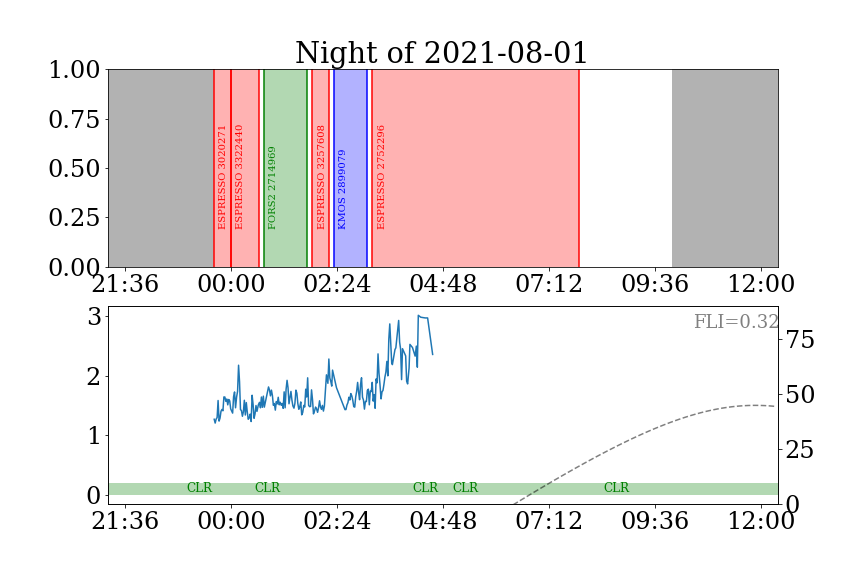 Night of 2021-08-01
1.00
0.75
0.50
0.25
0.00
ESPRESSO 3020271
ESPRESSO 3322440
FORS2 2714969
ESPRESSO 3257608
KMOS 2899079
ESPRESSO 2752296
21:36 00:00 02:24 04:48 07:12 09:36 12:00
FLI=0.32
3
2
1
0
75
50
25
0
CLR CLR CLR CLR CLR
21:36 00:00 02:24 04:48 07:12 09:36 12:00